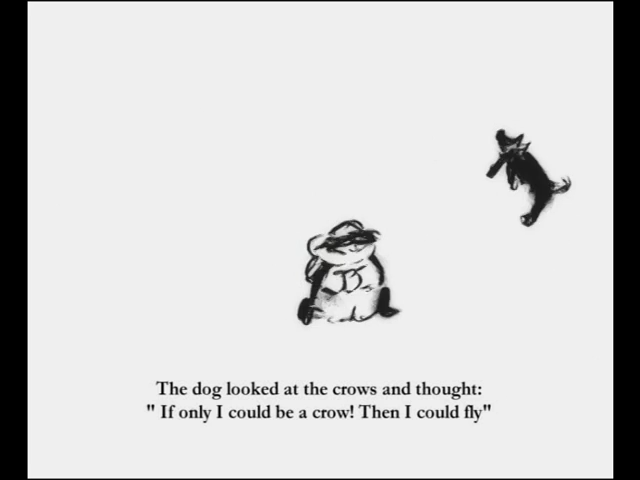 The dog looked at the crows and thought:
" If only I could be a crow! Then I could fly"